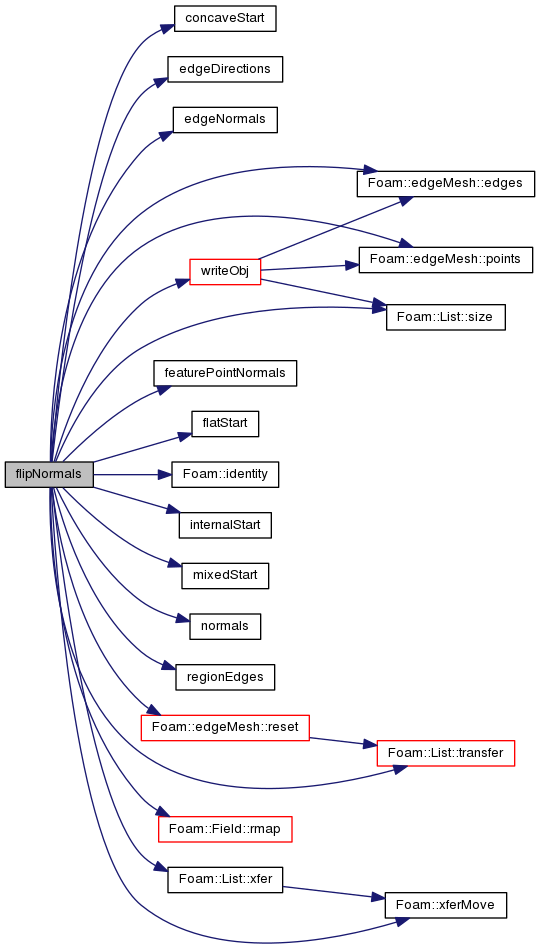 concaveStart
edgeDirections
edgeNormals
Foam::edgeMesh::edges
Foam::edgeMesh::points
writeObj
Foam::List::size
featurePointNormals
flatStart
flipNormals
Foam::identity
internalStart
mixedStart
normals
regionEdges
Foam::edgeMesh::reset
Foam::List::transfer
Foam::Field::rmap
Foam::List::xfer
Foam::xferMove